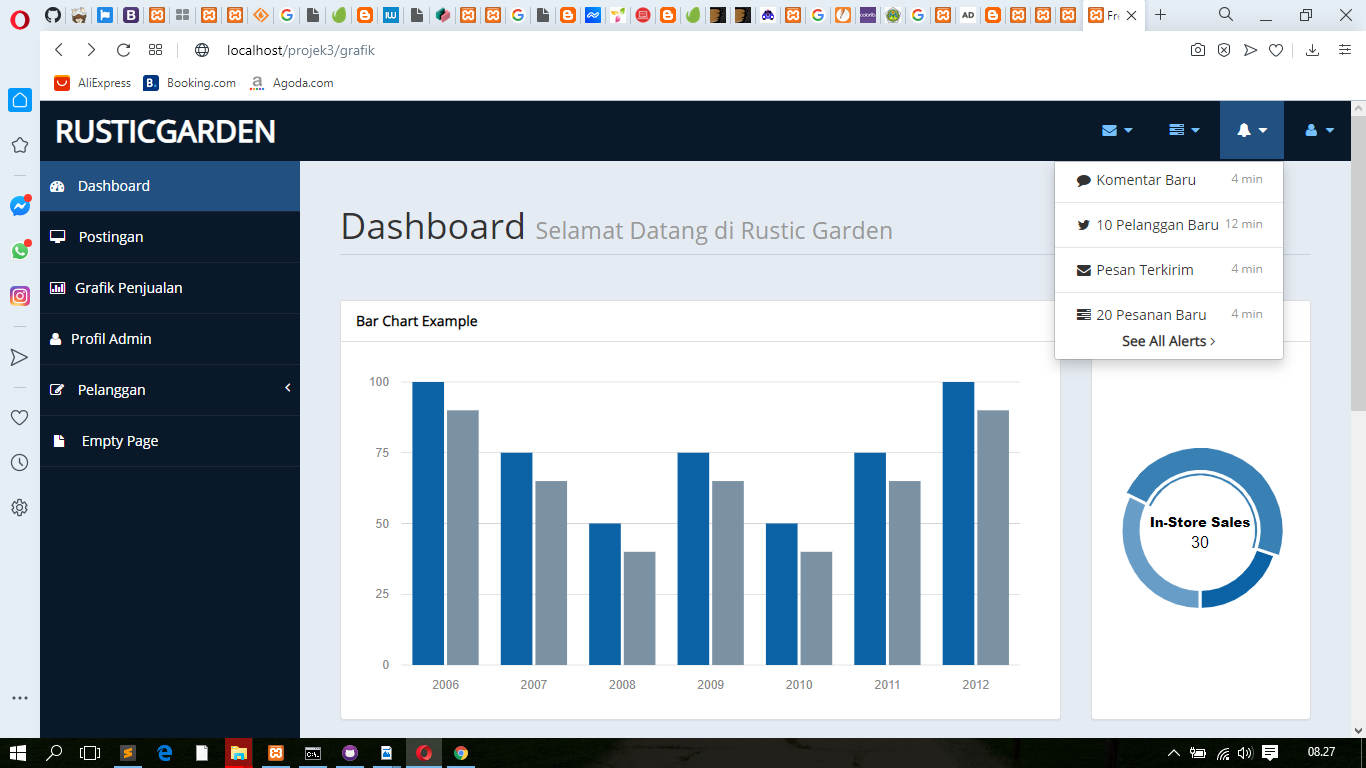 Fre
localhost/projek3/grafik
AliExpress
B.
Booking.com
a
Agoda.com
RUSTICGARDEN
Dashboard
Postingan
Grafik Penjualan
Profil Admin
Pelanggan
Empty Page
Dashboard Selamat Datang di Rustic Garden
Komentar Baru 4 min
10 Pelanggan Baru 12 min
Pesan Terkirim 4 min
20 Pesanan Baru 4 min
See All Alerts >
Bar Chart Example
100
75
50
25
0
2006 2007 2008 2009 2010 2011 2012
In-Store Sales
30
08.27